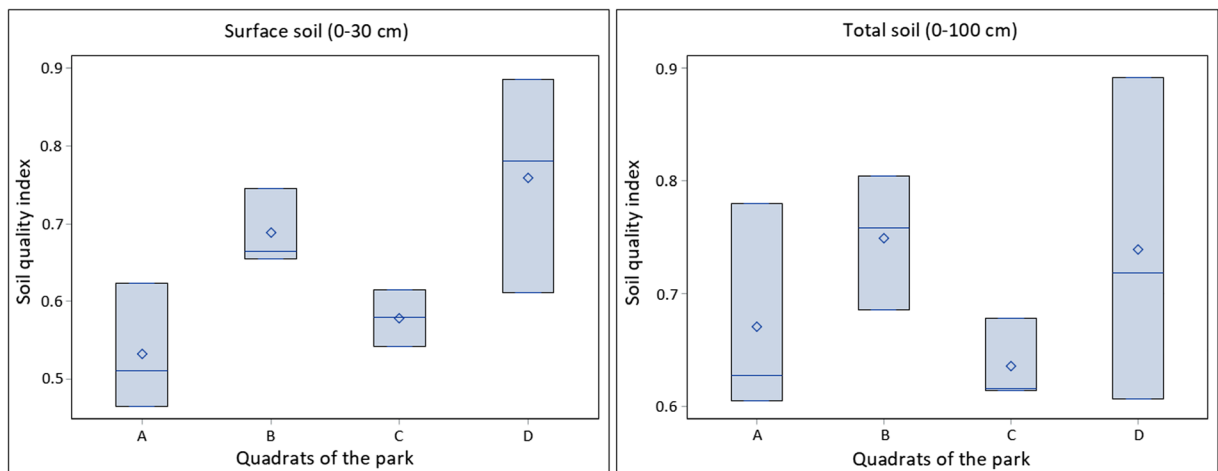 Surface soil (0-30 cm)
Soil quality index
0.9
0.8
0.7
0.6
0.5
A B C D
Quadrats of the park
Total soil (0-100 cm)
Soil quality index
0.9
0.8
0.7
0.6
A B C D
Quadrats of the park